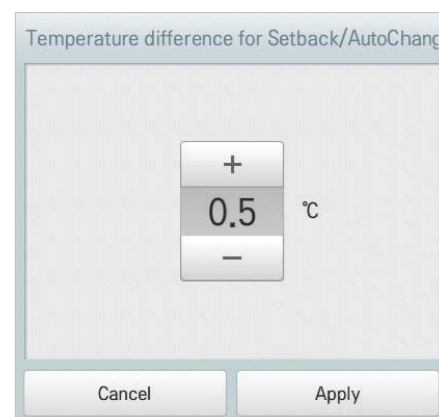 Temperature difference for Setback/AutoChang
+
0.5 ℃
−
Cancel Apply